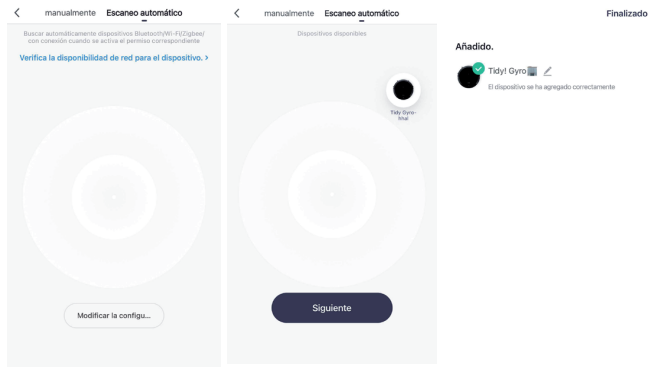 manualmente Escaneo automático
Buscar automáticamente dispositivos Bluetooth/Wi-Fi/Zigbee/
con conexión cuando se activa el permiso correspondiente
Verifica la disponibilidad de red para el dispositivo. >
Modificar la configu...
manualmente Escaneo automático
Dispositivos disponibles
Tidy Gyro-
Siguiente
Finalizado
Añadido.
Tidy! Gyro
El dispositivo se ha agregado correctamente